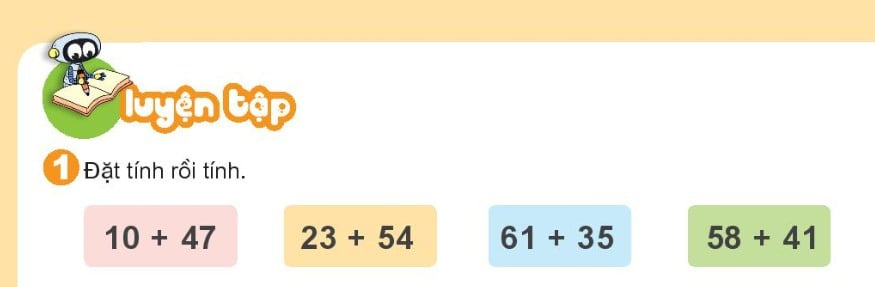 luyện tập
1 Đặt tính rồi tính.
10 + 47 23 + 54 61 + 35 58 + 41